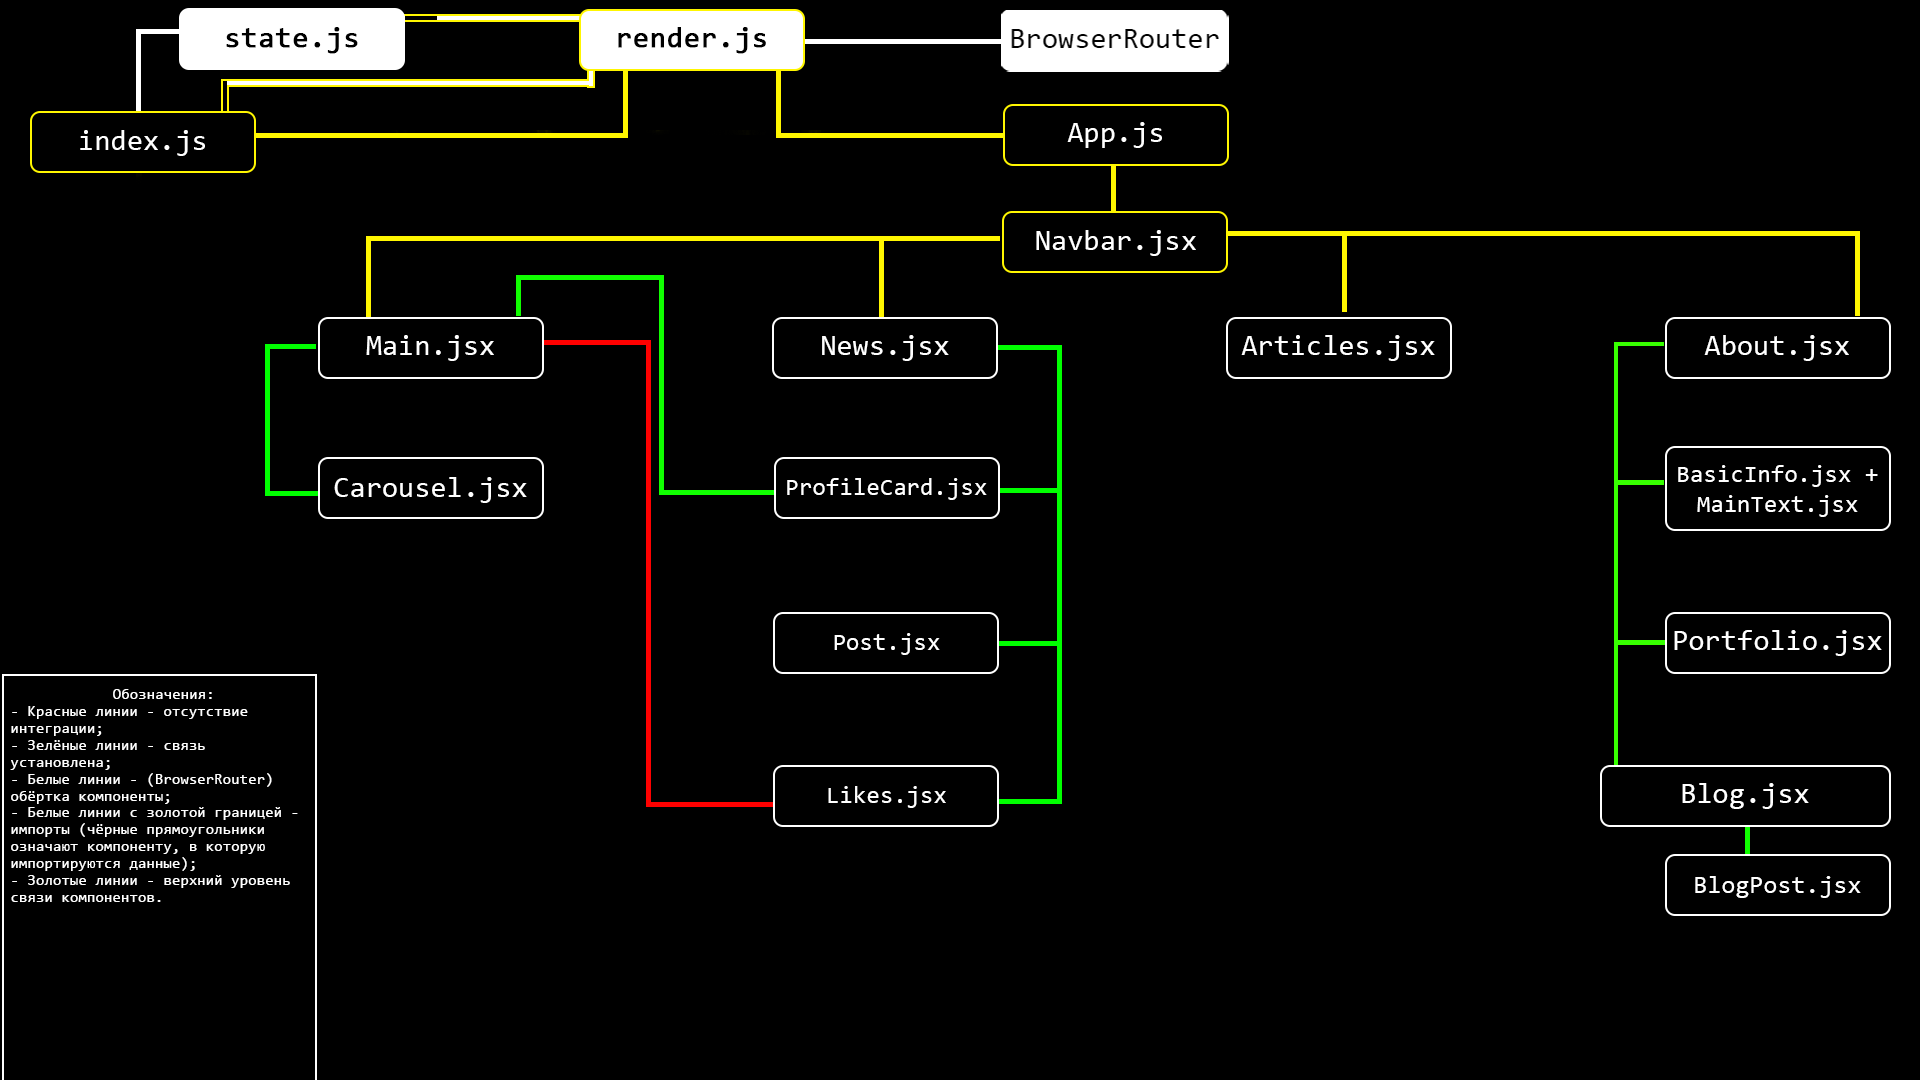 state.js
render.js
BrowserRouter
index.js
App.js
Navbar.jsx
Main.jsx
News.jsx
Articles.jsx
About.jsx
Carousel.jsx
ProfileCard.jsx
BasicInfo.jsx +
MainText.jsx
Post.jsx
Portfolio.jsx
Likes.jsx
Blog.jsx
BlogPost.jsx
Обозначения:
- Красные линии - отсутствие
интеграции;
- Зелёные линии - связь
установлена;
- Белые линии - (BrowserRouter)
обёртка компоненты;
- Белые линии с золотой границей -
импорты (чёрные прямоугольники
означают компоненту, в которую
импортируются данные);
- Золотые линии - верхний уровень
связи компонентов.